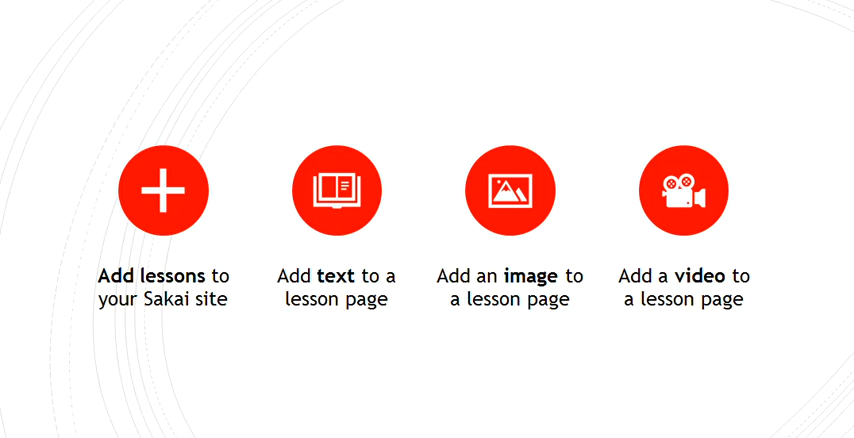 Add lessons to
your Sakai site
Add text to a
lesson page
Add an image to
a lesson page
Add a video to
a lesson page